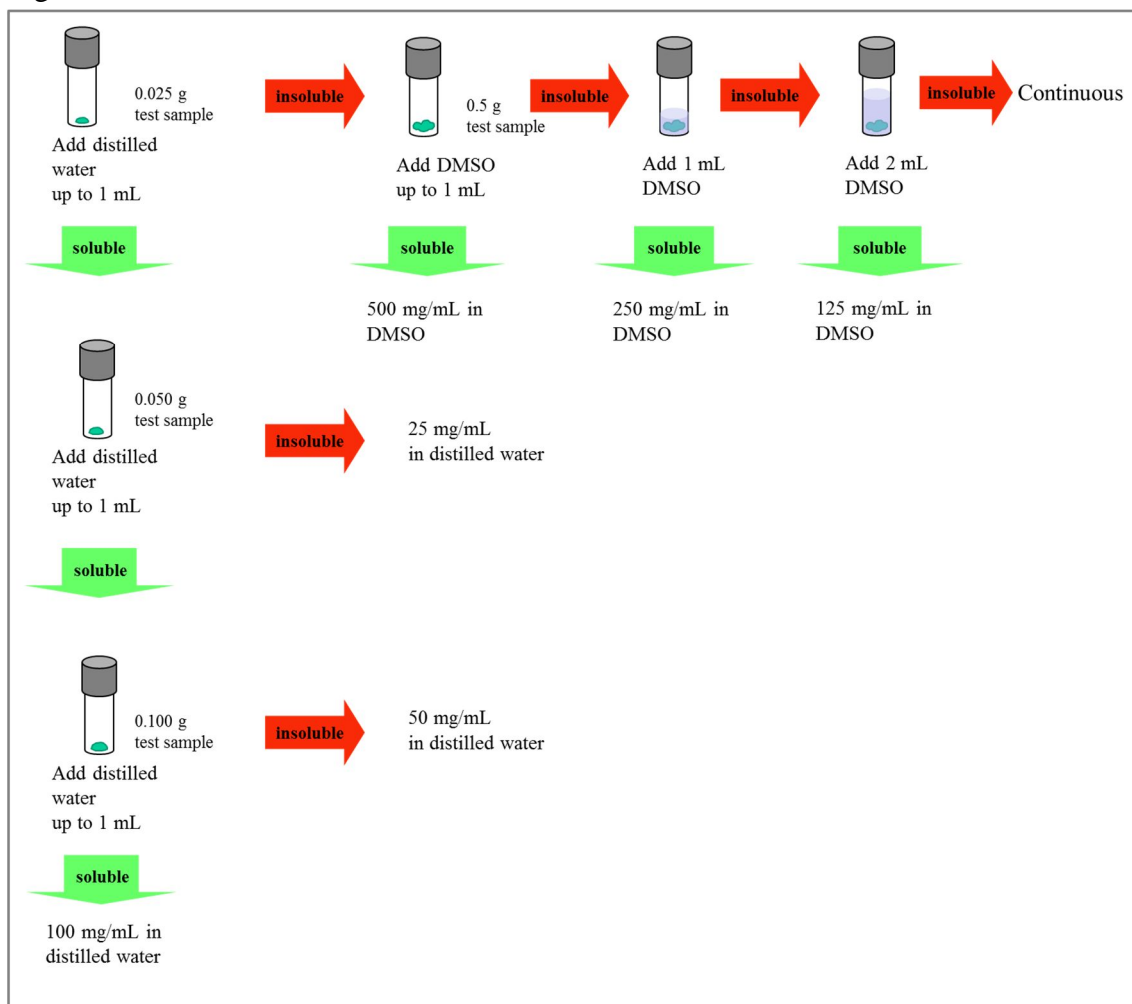 0.025 g
test sample
Add distilled
water
up to 1 mL
insoluble
0.5 g
test sample
Add DMSO
up to 1 mL
insoluble
Add 1 mL
DMSO
insoluble
Add 2 mL
DMSO
insoluble
Continuous
soluble
soluble
500 mg/mL in
DMSO
soluble
250 mg/mL in
DMSO
soluble
125 mg/mL in
DMSO
0.050 g
test sample
Add distilled
water
up to 1 mL
insoluble
25 mg/mL
in distilled water
soluble
0.100 g
test sample
Add distilled
water
up to 1 mL
insoluble
50 mg/mL
in distilled water
soluble
100 mg/mL in
distilled water